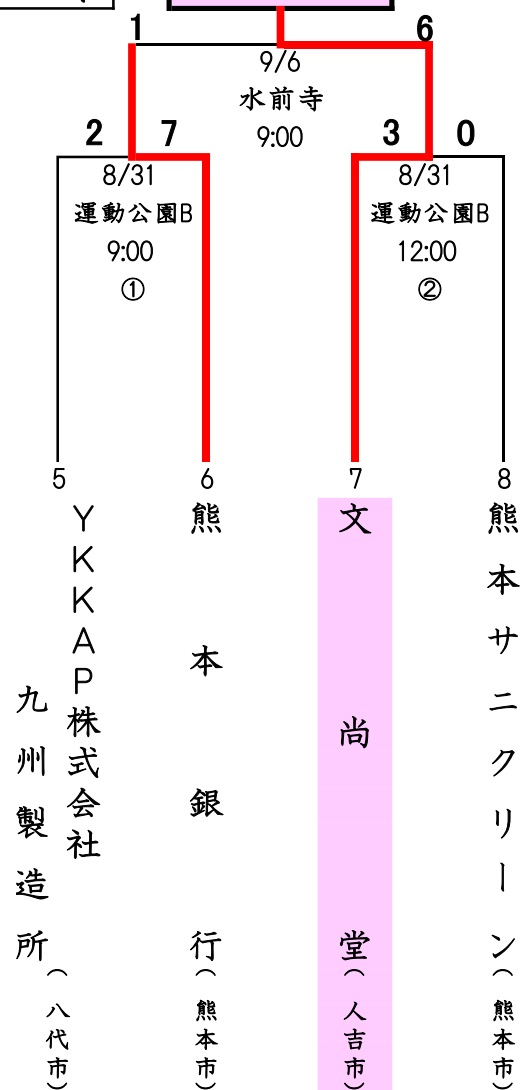 1 6
9/6
水前寺
9:00
2 7 3 0
8/31
運動公園B
9:00
①
8/31
運動公園B
12:00
②
5 6 7 8
YKKAP株式会社
九州製造所
(八代市)
熊本銀行
(熊本市)
文尚堂
(人吉市)
熊本サニクリーン
(熊本市)